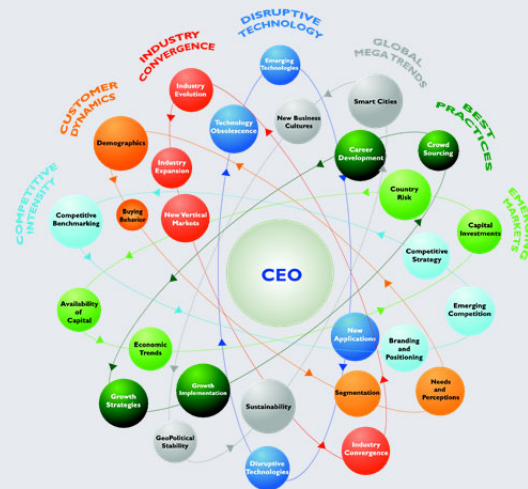 DISRUPTIVE
TECHNOLOGY
INDUSTRY
CONVERGENCE
GLOBAL
MEGA TRENDS
CUSTOMER
DYNAMICS
BEST
PRACTICES
COMPETITIVE
INTENSITY
EMERGING
MARKETS
Emerging
Technologies
Industry
Evolution
Smart Cities
Technology
Obsolescence
New Business
Cultures
Demographics
Career
Development
Crowd
Sourcing
Industry
Expansion
Country
Risk
Competitive
Benchmarking
Buying
Behavior
New Vertical
Markets
Capital
Investments
Competitive
Strategy
CEO
Availability
of
Capital
Emerging
Competition
Economic
Trends
New
Applications
Branding
and
Positioning
Growth
Strategies
Growth
Implementation
Sustainability
Segmentation
Needs
and
Perceptions
GeoPolitical
Stability
Industry
Convergence
Disruptive
Technologies